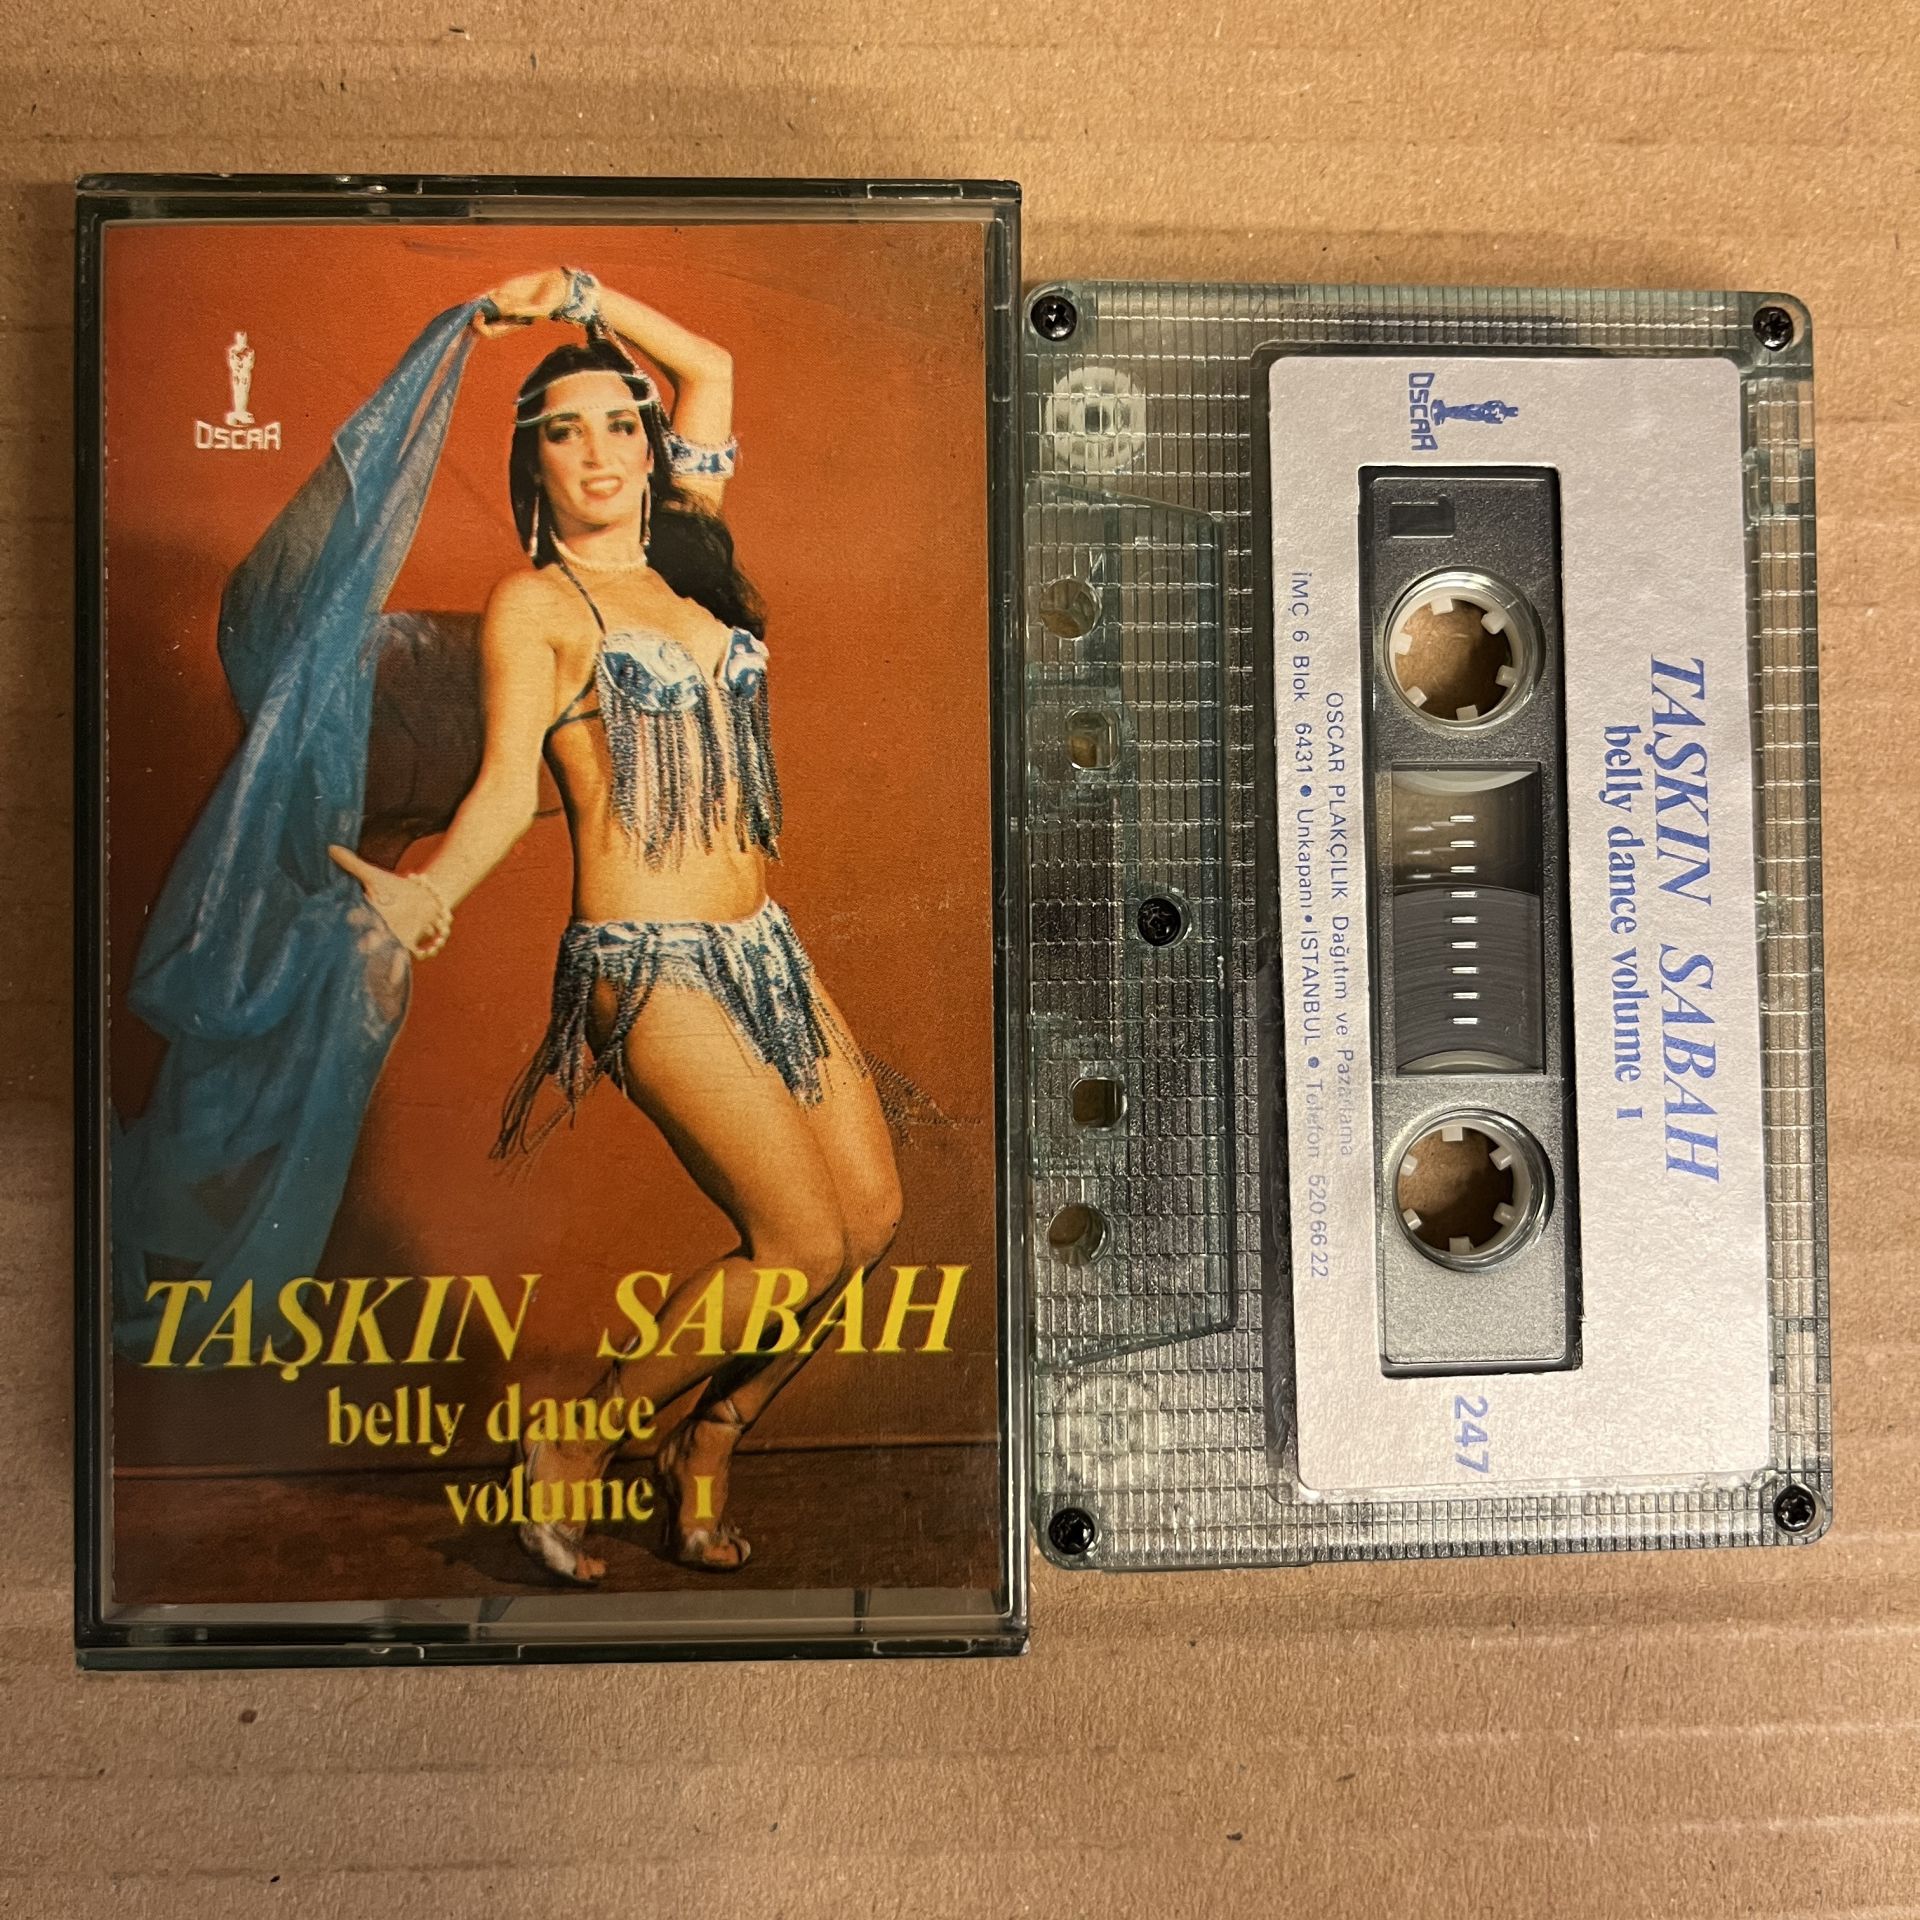 OSCAR
TAŞKIN SABAH
belly dance
volume I
OSCAR
1
TAŞKIN SABAH
belly dance volume I
OSCAR PLAKÇILIK Dağıtım ve Pazarlama
İMÇ 6 Blok 6431 • Unkapanı • İSTANBUL • Telefon 520 66 22
247